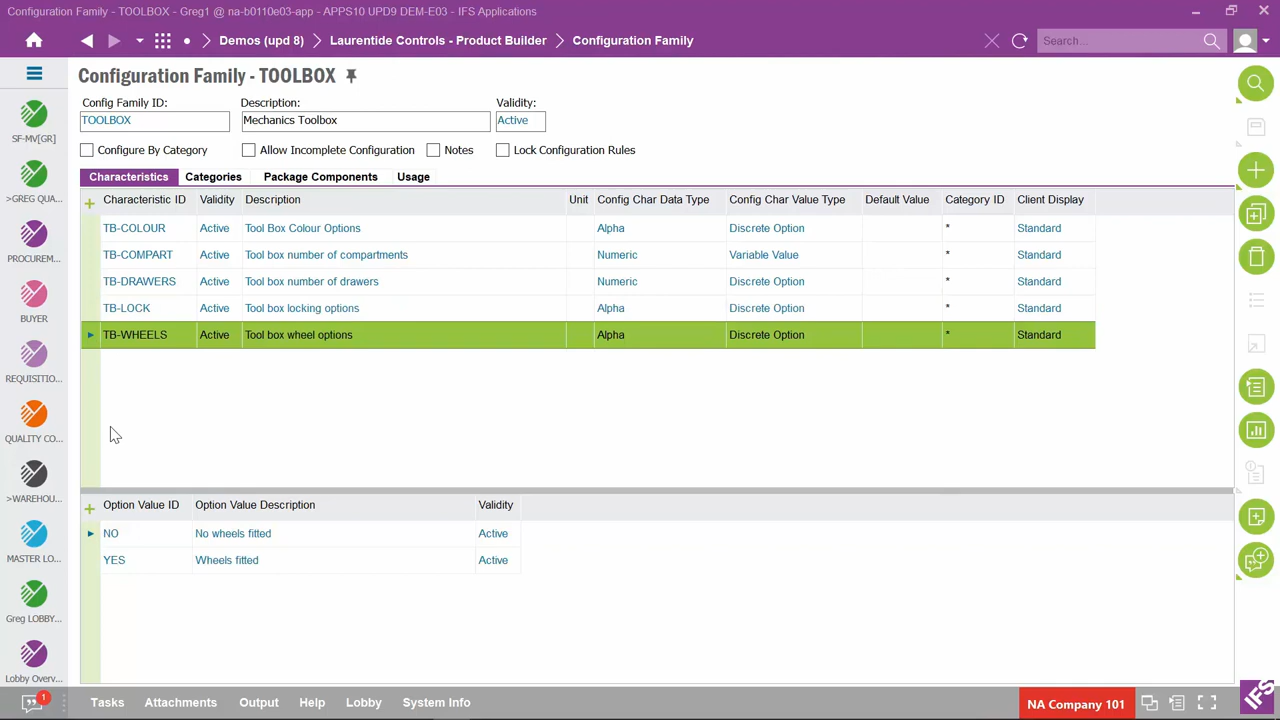 Configuration Family - TOOLBOX - Greg1 @ na-b0110e03-app - APPS10 UPD9 DEM-E03 - IFS Applications
Demos (upd 8) Laurentide Controls - Product Builder Configuration Family Search...
Configuration Family - TOOLBOX
Config Family ID: Description: Validity:
TOOLBOX Mechanics Toolbox Active
Configure By Category Allow Incomplete Configuration Notes Lock Configuration Rules
Characteristics Categories Package Components Usage
Characteristic ID Validity Description Unit Config Char Data Type Config Char Value Type Default Value Category ID Client Display
TB-COLOUR Active Tool Box Colour Options Alpha Discrete Option * Standard
TB-COMPART Active Tool box number of compartments Numeric Variable Value * Standard
TB-DRAWERS Active Tool box number of drawers Numeric Discrete Option * Standard
TB-LOCK Active Tool box locking options Alpha Discrete Option * Standard
TB-WHEELS Active Tool box wheel options Alpha Discrete Option * Standard
Option Value ID Option Value Description Validity
NO No wheels fitted Active
YES Wheels fitted Active
SF-MV[GR]
>GREG QUA...
PROCUREM...
BUYER
REQUISITIO...
QUALITY CO...
>WAREHOU...
MASTER LO...
Greg LOBBY...
Lobby Overv...
1
Tasks Attachments Output Help Lobby System Info NA Company 101 IFS